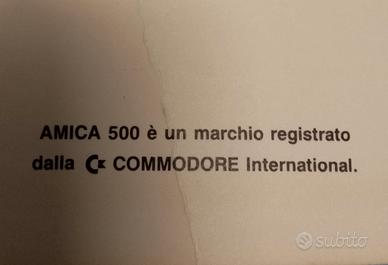 AMICA 500 è un marchio registrato
dalla C= COMMODORE International.
subito